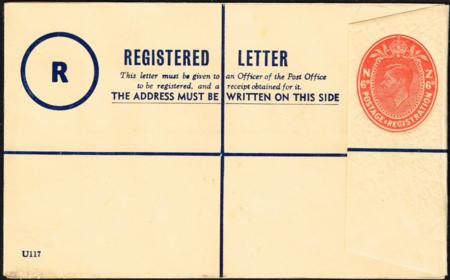 R
REGISTERED LETTER
This letter must be given to an Officer of the Post Office
to be registered, and a receipt obtained for it.
THE ADDRESS MUST BE WRITTEN ON THIS SIDE
N Z
6D 6D
POSTAGE & REGISTRATION
U117